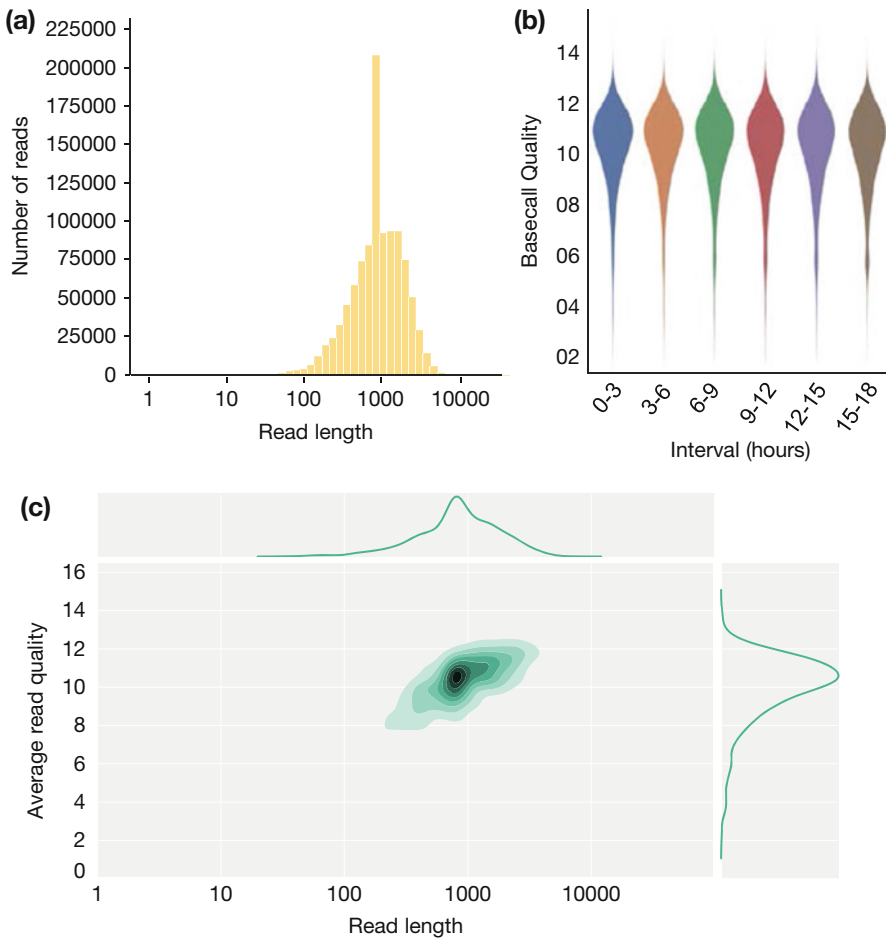 (a)
225000
200000
175000
150000
125000
100000
75000
50000
25000
0
Number of reads
1 10 100 1000 10000
Read length
(b)
14
12
10
08
06
04
02
Basecall Quality
0-3 3-6 6-9 9-12 12-15 15-18
Interval (hours)
(c)
16
14
12
10
8
6
4
2
0
Average read quality
1 10 100 1000 10000
Read length